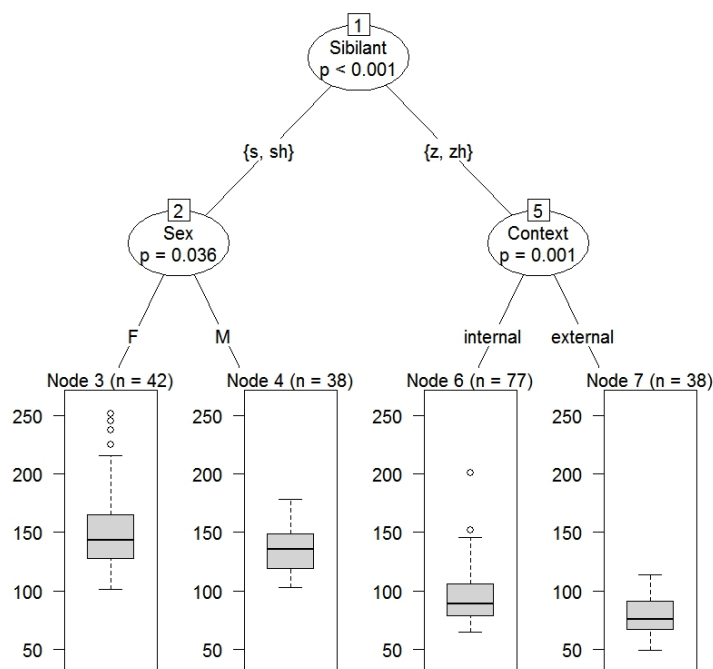 1
Sibilant
p < 0.001
{s, sh}
{z, zh}
2
Sex
p = 0.036
5
Context
p = 0.001
F
M
internal
external
Node 3 (n = 42)
Node 4 (n = 38)
Node 6 (n = 77)
Node 7 (n = 38)
250
200
150
100
50
250
200
150
100
50
250
200
150
100
50
250
200
150
100
50